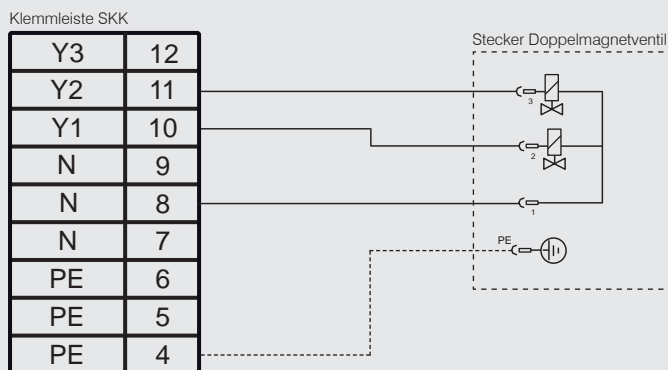 Klemmleiste SKK
Stecker Doppelmagnetventil
Y3 12
Y2 11
3
Y1 10
2
N 9
N 8
1
N 7
PE
PE 6
PE 5
PE 4